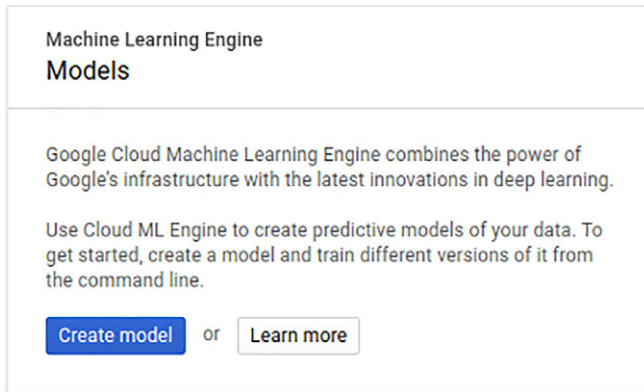 Machine Learning Engine
Models
Google Cloud Machine Learning Engine combines the power of
Google's infrastructure with the latest innovations in deep learning.
Use Cloud ML Engine to create predictive models of your data. To
get started, create a model and train different versions of it from
the command line.
Create model or Learn more